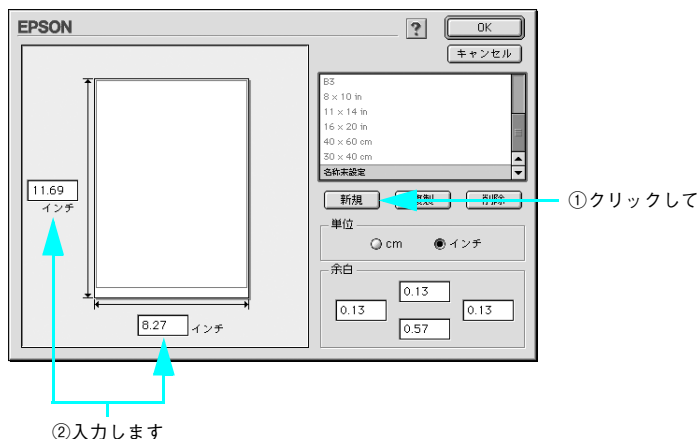 EPSON
?
OK
キャンセル
B3
8 × 10 in
11 × 14 in
16 × 20 in
40 × 60 cm
30 × 40 cm
名称未設定
新規
削除
①クリックして
単位
cm
インチ
余白
0.13
0.13
0.13
0.57
11.69
インチ
8.27
インチ
②入力します